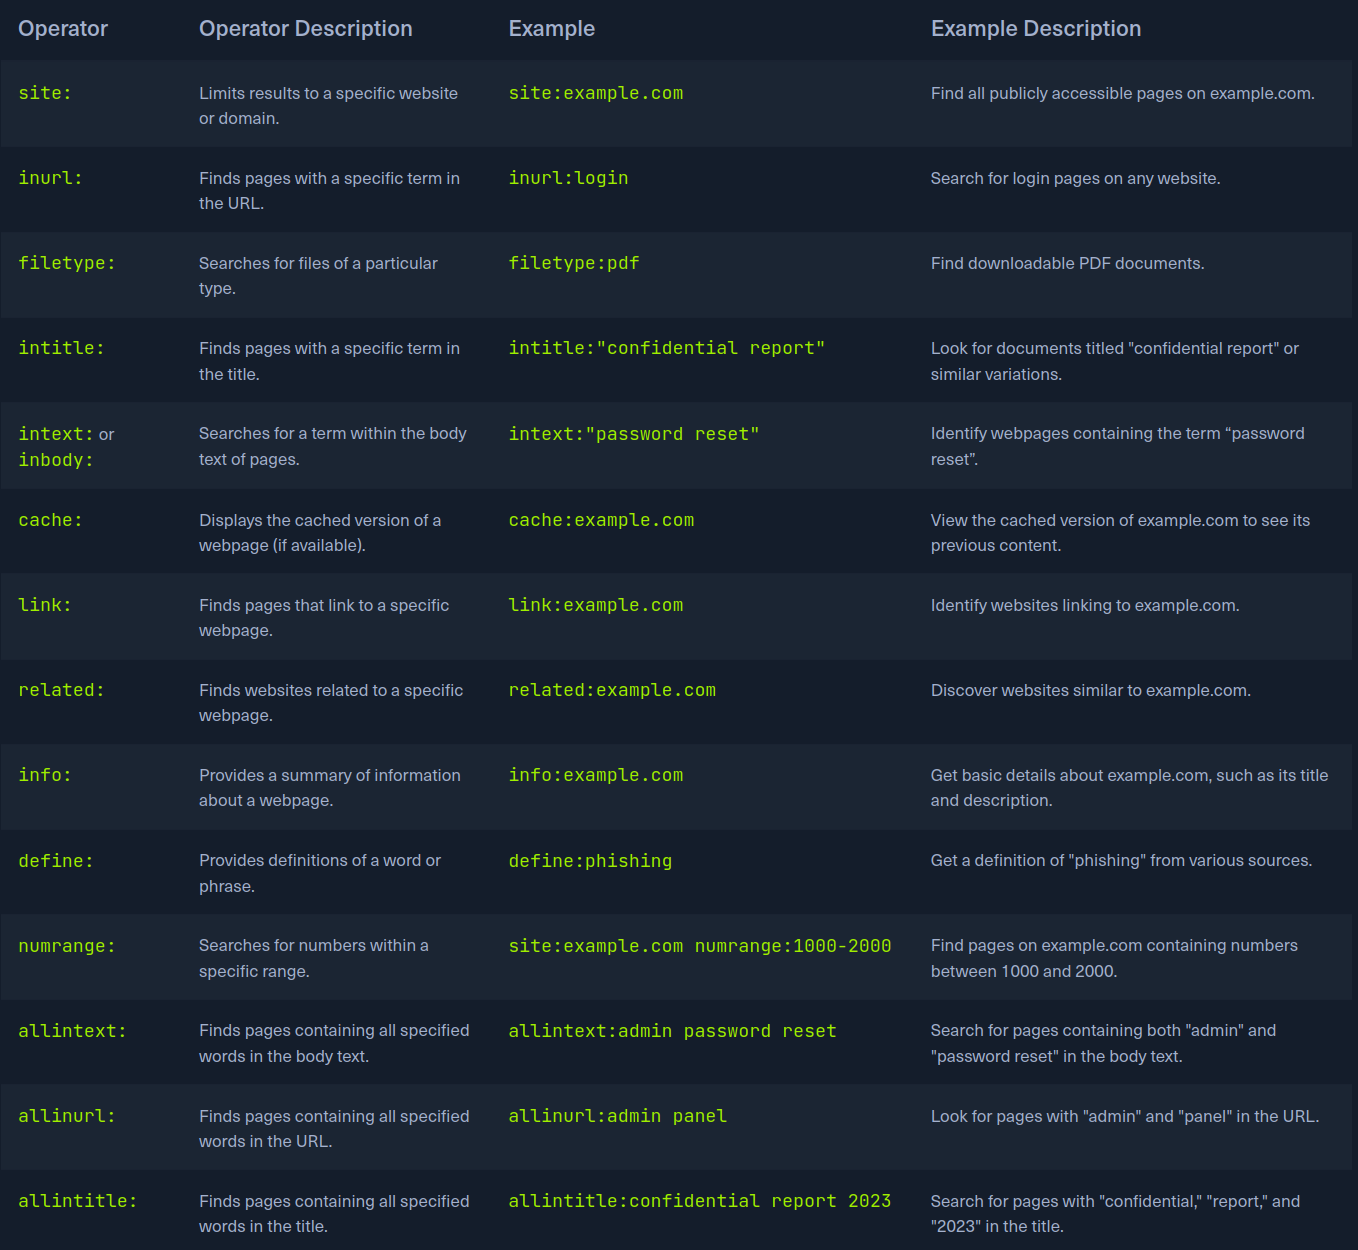 Operator Operator Description Example Example Description
site: Limits results to a specific website site:example.com Find all publicly accessible pages on example.com.
or domain.
inurl: Finds pages with a specific term in inurl:login Search for login pages on any website.
the URL.
filetype: Searches for files of a particular filetype:pdf Find downloadable PDF documents.
type.
intitle: Finds pages with a specific term in intitle:"confidential report" Look for documents titled "confidential report" or
the title. similar variations.
intext: or Searches for a term within the body intext:"password reset" Identify webpages containing the term “password
inbody: text of pages. reset”.
cache: Displays the cached version of a cache:example.com View the cached version of example.com to see its
webpage (if available). previous content.
link: Finds pages that link to a specific link:example.com Identify websites linking to example.com.
webpage.
related: Finds websites related to a specific related:example.com Discover websites similar to example.com.
webpage.
info: Provides a summary of information info:example.com Get basic details about example.com, such as its title
about a webpage. and description.
define: Provides definitions of a word or define:phishing Get a definition of "phishing" from various sources.
phrase.
numrange: Searches for numbers within a site:example.com numrange:1000-2000 Find pages on example.com containing numbers
specific range. between 1000 and 2000.
allintext: Finds pages containing all specified allintext:admin password reset Search for pages containing both "admin" and
words in the body text. "password reset" in the body text.
allinurl: Finds pages containing all specified allinurl:admin panel Look for pages with "admin" and "panel" in the URL.
words in the URL.
allintitle: Finds pages containing all specified allintitle:confidential report 2023 Search for pages with "confidential," "report," and
words in the title. "2023" in the title.